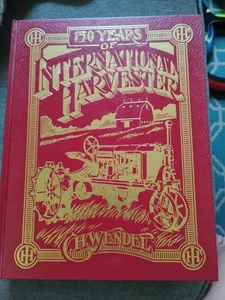 150 YEARS
OF
INTERNATIONAL
HARVESTER
C.H. WENDEL